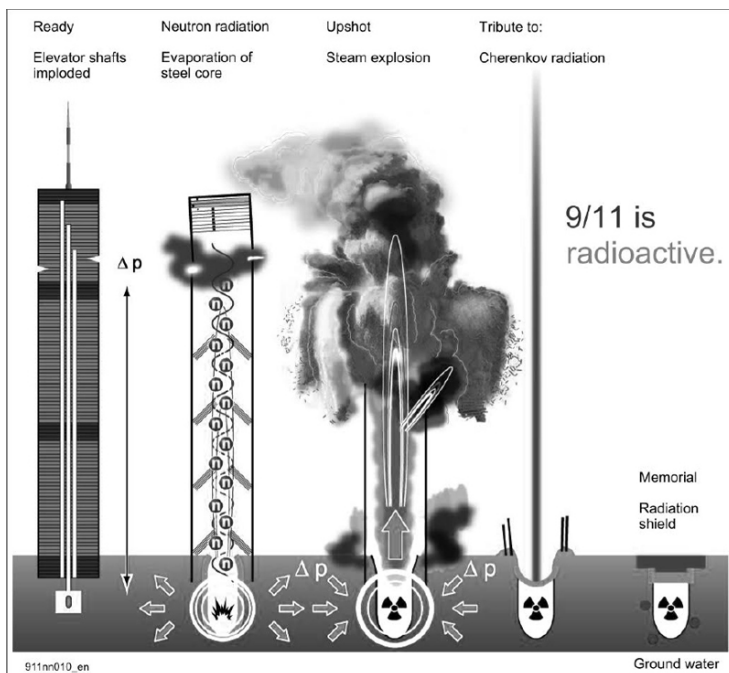 Ready
Elevator shafts
imploded
Neutron radiation
Evaporation of
steel core
Upshot
Steam explosion
Tribute to:
Cherenkov radiation
9/11 is
radioactive.
Δ p
n n n n n n n n n n n n n n n n
Memorial
Radiation
shield
Δ p
Δ p
0
911nn010_en
Ground water